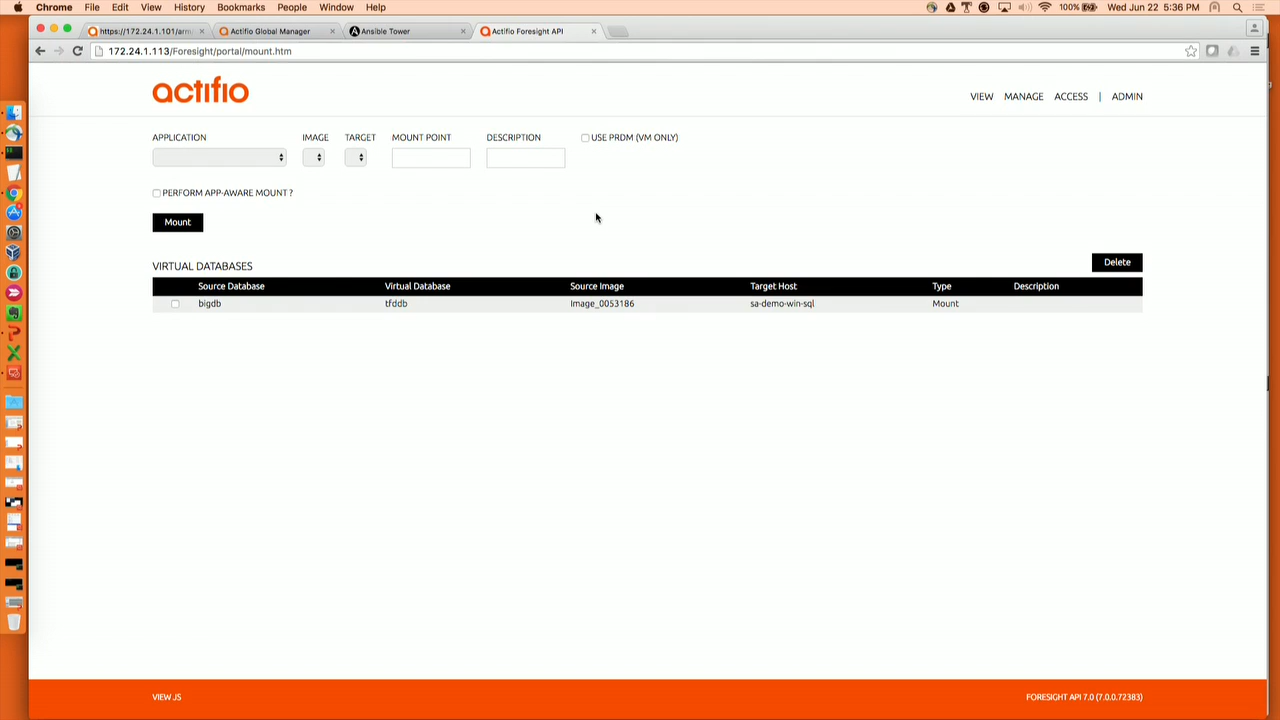 Chrome File Edit View History Bookmarks People Window Help 100% Wed Jun 22 5:36 PM
https://172.24.1.101/arm Actifio Global Manager Ansible Tower Actifio Foresight API
172.24.1.113/Foresight/portal/mount.htm
actifio
VIEW MANAGE ACCESS | ADMIN
APPLICATION IMAGE TARGET MOUNT POINT DESCRIPTION USE PRDM (VM ONLY)
PERFORM APP-AWARE MOUNT ?
Mount
VIRTUAL DATABASES Delete
Source Database Virtual Database Source Image Target Host Type Description
bigdb tfddb Image_0053186 sa-demo-win-sql Mount
VIEW JS FORESIGHT API 7.0 (7.0.0.72383)